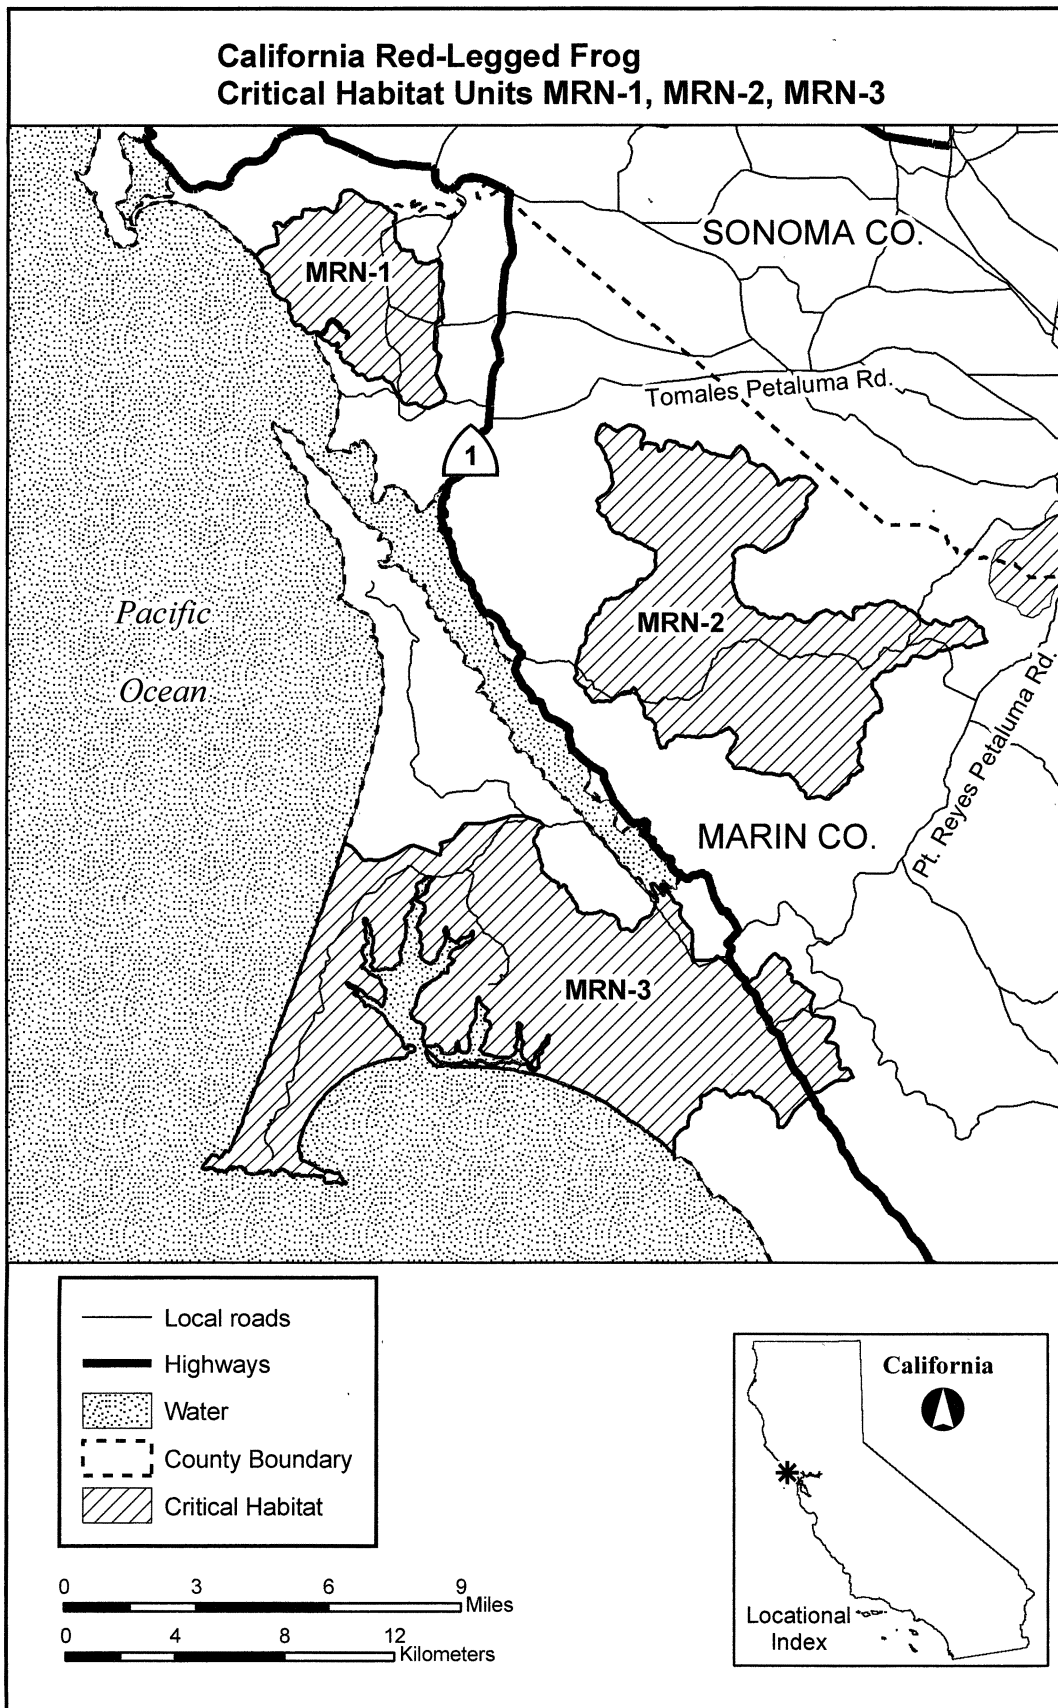 California Red-Legged Frog
Critical Habitat Units MRN-1, MRN-2, MRN-3
SONOMA CO.
MRN-1
Tomales Petaluma Rd.
1
Pacific
Ocean
MRN-2
Pt. Reyes Petaluma Rd.
MARIN CO.
MRN-3
Local roads
Highways
Water
County Boundary
Critical Habitat
0 3 6 9
Miles
0 4 8 12
Kilometers
California
Locational
Index